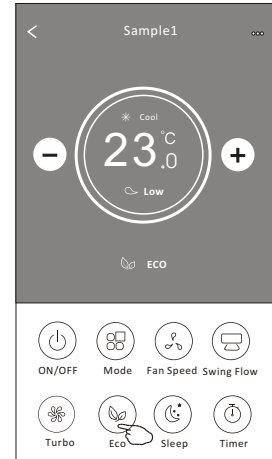 Sample1
Cool
23.0°C
Low
ECO
ON/OFF Mode Fan Speed Swing Flow
Turbo Eco Sleep Timer